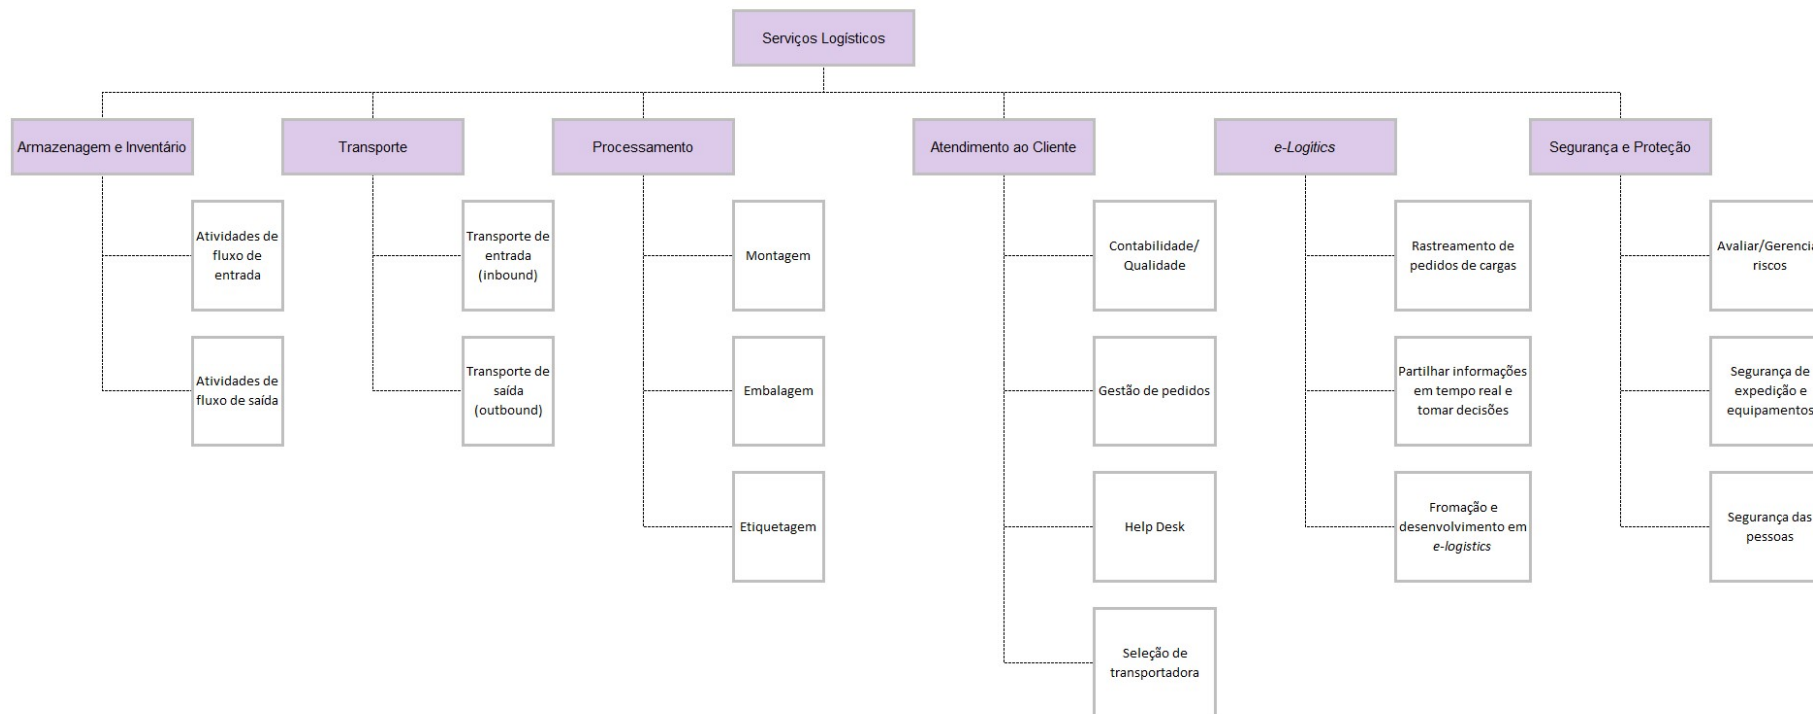 Serviços Logísticos
Armazenagem e Inventário
Transporte
Processamento
Atendimento ao Cliente
e-Logitics
Segurança e Proteção
Atividades de
fluxo de
entrada
Atividades de
fluxo de saída
Transporte de
entrada
(inbound)
Transporte de
saída
(outbound)
Montagem
Embalagem
Etiquetagem
Contabilidade/
Qualidade
Gestão de pedidos
Help Desk
Seleção de
transportadora
Rastreamento de
pedidos de cargas
Partilhar informações
em tempo real e
tomar decisões
Fromação e
desenvolvimento em
e-logistics
Avaliar/Gerencia
riscos
Segurança de
expedição e
equipamentos
Segurança das
pessoas